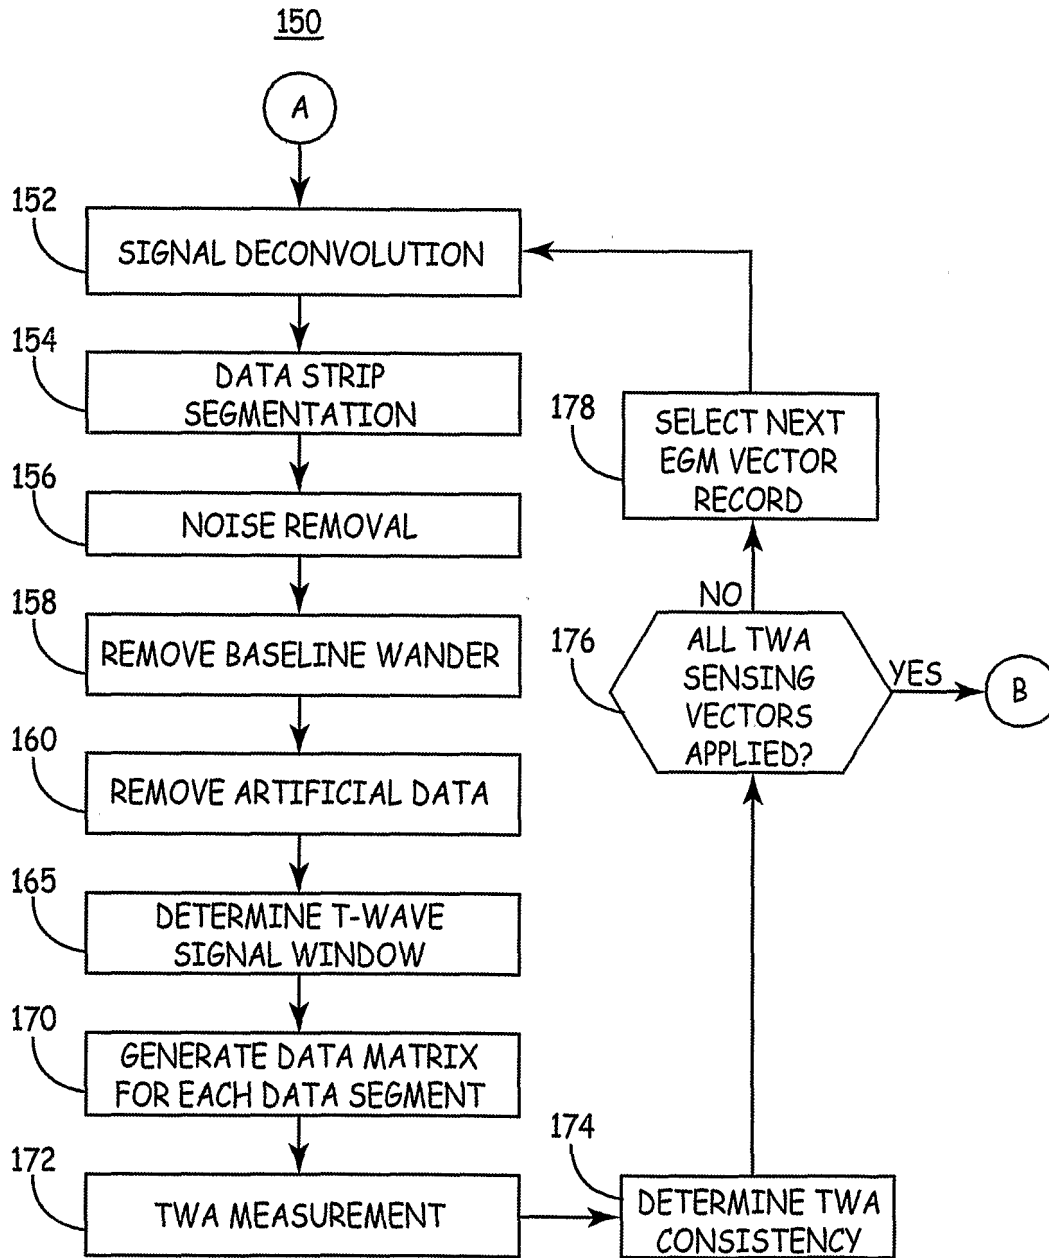 150
A
152
SIGNAL DECONVOLUTION
154
DATA STRIP
SEGMENTATION
156
NOISE REMOVAL
158
REMOVE BASELINE WANDER
160
REMOVE ARTIFICIAL DATA
165
DETERMINE T-WAVE
SIGNAL WINDOW
170
GENERATE DATA MATRIX
FOR EACH DATA SEGMENT
172
TWA MEASUREMENT
174
DETERMINE TWA
CONSISTENCY
176
ALL TWA
SENSING
VECTORS
APPLIED?
YES
B
NO
178
SELECT NEXT
EGM VECTOR
RECORD